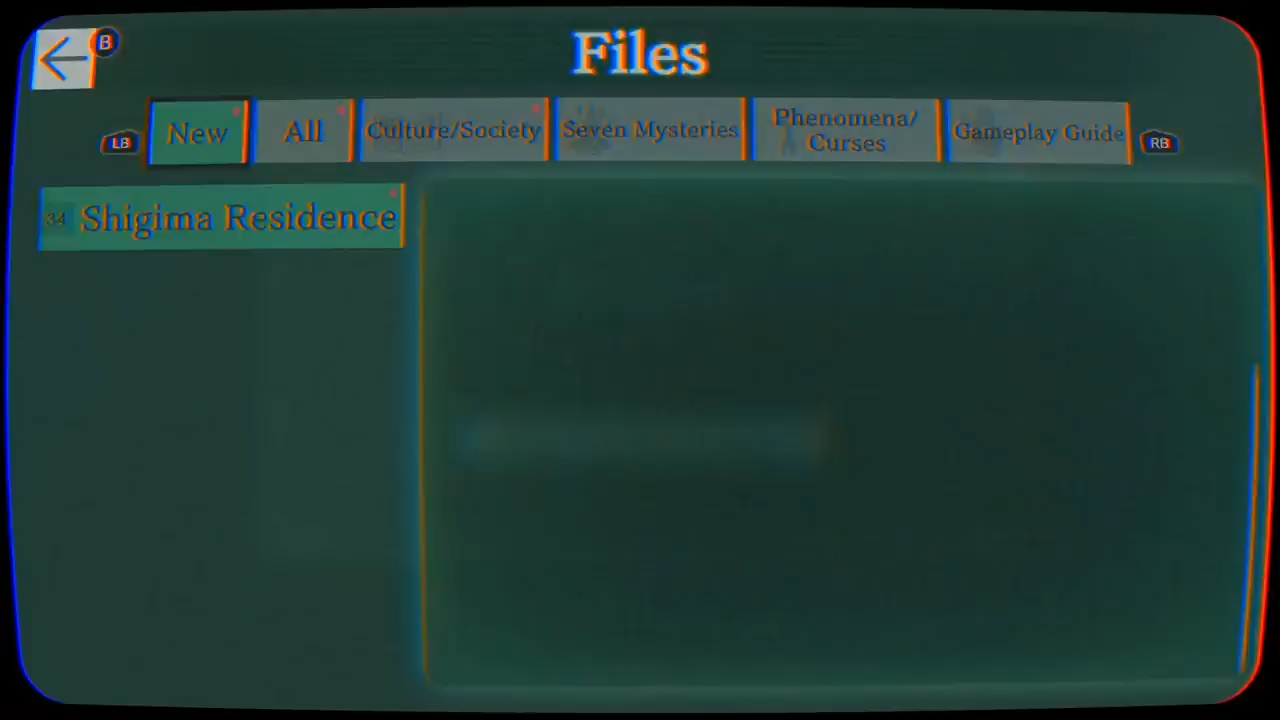 B
Files
LB
New
All
Culture/Society
Seven Mysteries
Phenomena/
Curses
Gameplay Guide
RB
34
Shigima Residence